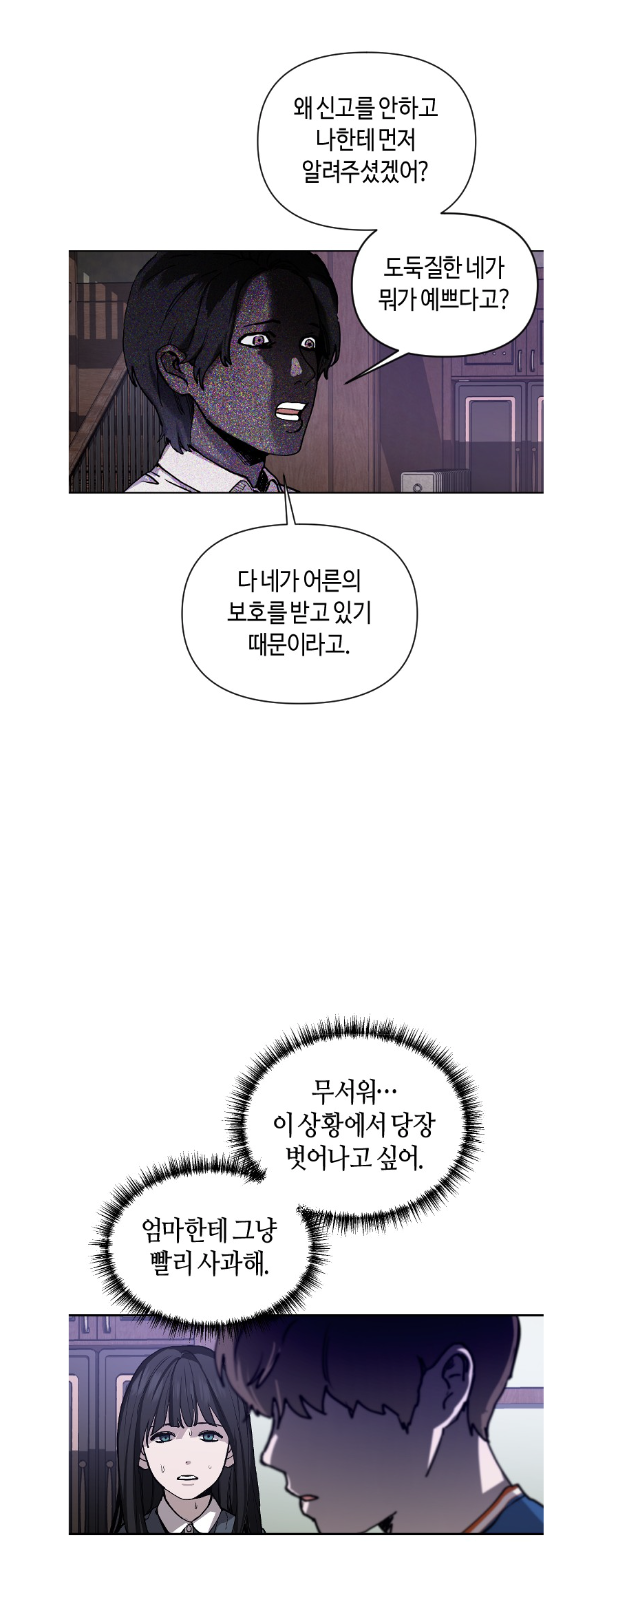 왜 신고를 안하고
나한테 먼저
알려주셨겠어?
도둑질한 네가
뭐가 예쁘다고?
다 네가 어른의
보호를 받고 있기
때문이라고.
무서워…
이 상황에서 당장
벗어나고 싶어.
엄마한테 그냥
빨리 사과해.